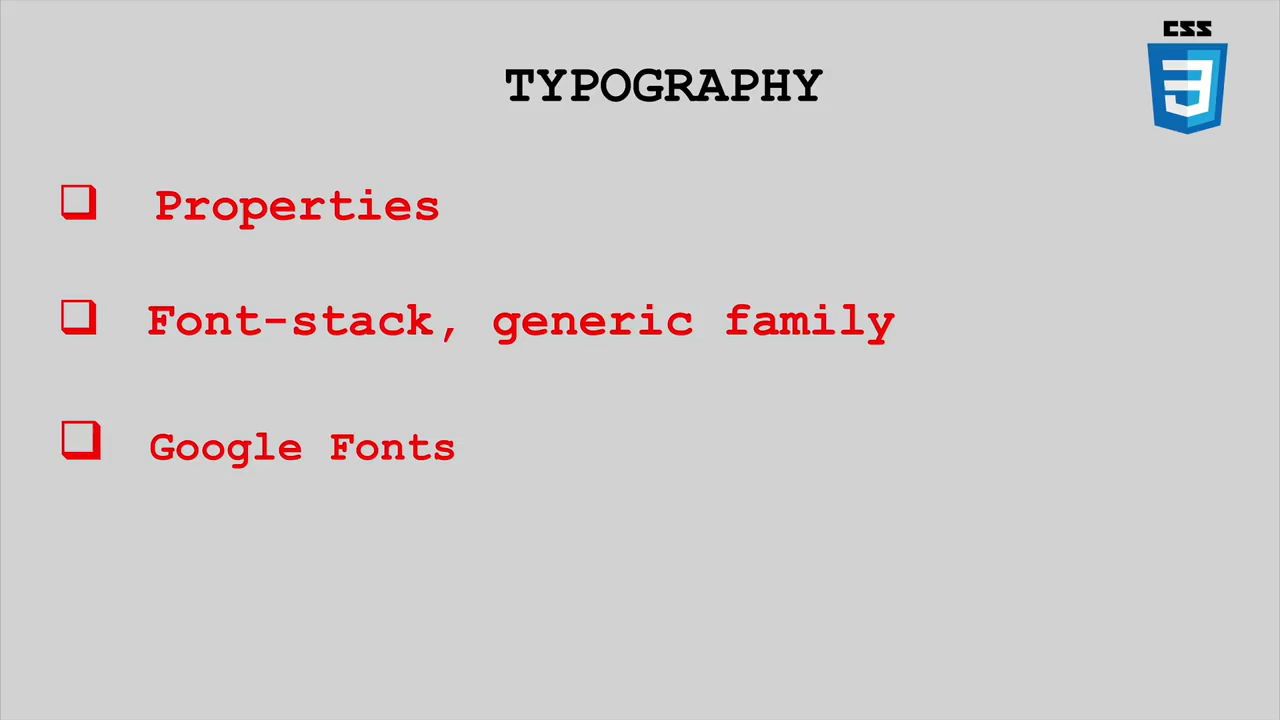 CSS
TYPOGRAPHY
Properties
Font-stack, generic family
Google Fonts